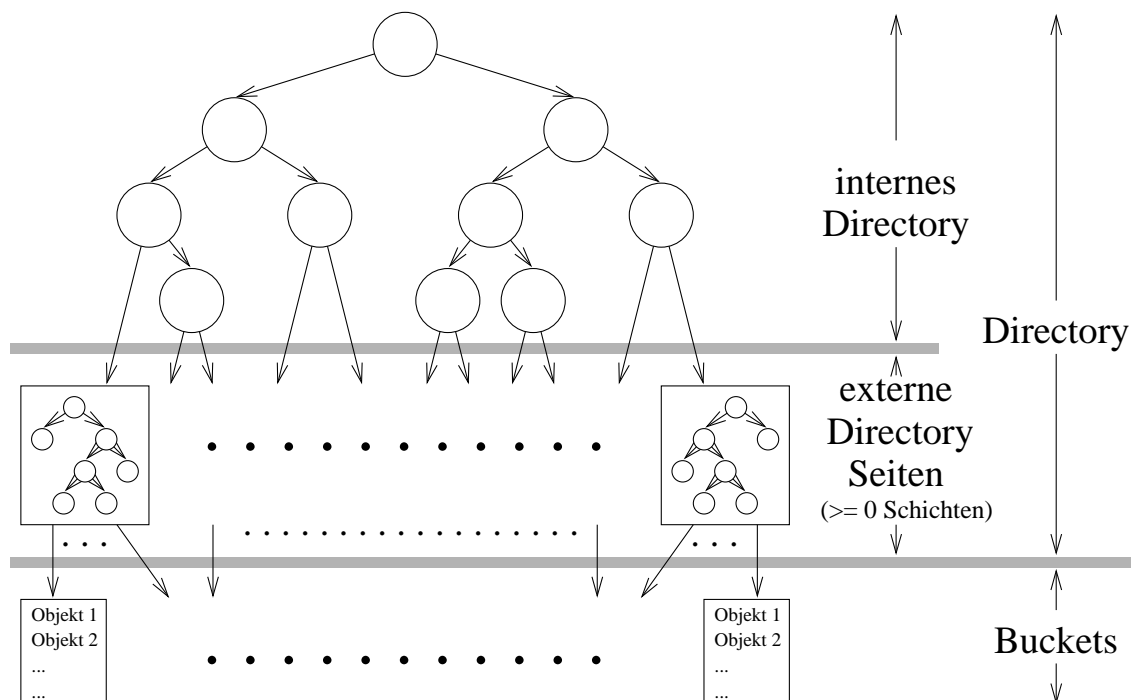 internes
Directory
Directory
externe
Directory
Seiten
(>= 0 Schichten)
Objekt 1
Objekt 2
...
...
Objekt 1
Objekt 2
...
...
Buckets